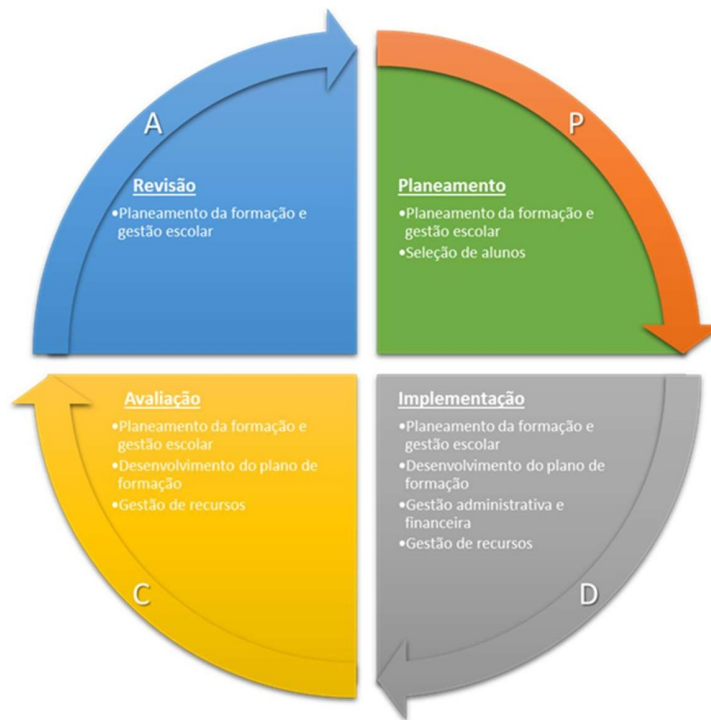 A
Revisão
•Planeamento da formação e
gestão escolar
P
Planeamento
•Planeamento da formação e
gestão escolar
•Seleção de alunos
Avaliação
•Planeamento da formação e
gestão escolar
•Desenvolvimento do plano de
formação
•Gestão de recursos
C
Implementação
•Planeamento da formação e
gestão escolar
•Desenvolvimento do plano de
formação
•Gestão administrativa e
financeira
•Gestão de recursos
D